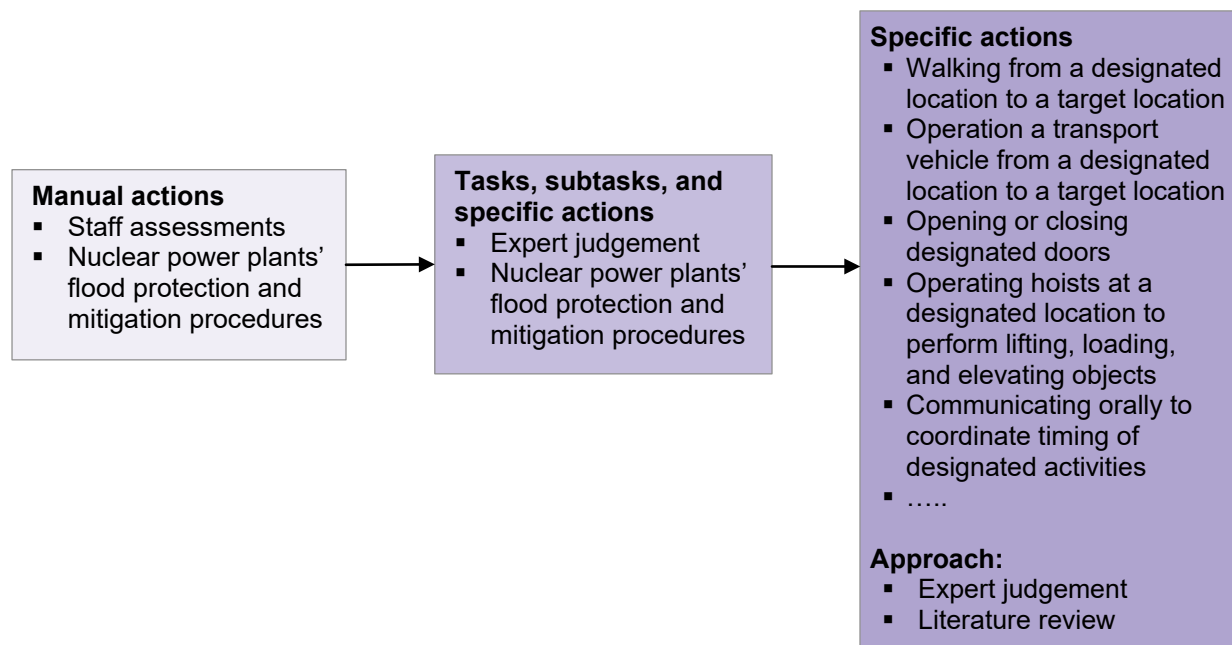 Manual actions
▪ Staff assessments
▪ Nuclear power plants’
flood protection and
mitigation procedures
Tasks, subtasks, and
specific actions
▪ Expert judgement
▪ Nuclear power plants’
flood protection and
mitigation procedures
Specific actions
▪ Walking from a designated
location to a target location
▪ Operation a transport
vehicle from a designated
location to a target location
▪ Opening or closing
designated doors
▪ Operating hoists at a
designated location to
perform lifting, loading,
and elevating objects
▪ Communicating orally to
coordinate timing of
designated activities
▪ …..
Approach:
▪ Expert judgement
▪ Literature review